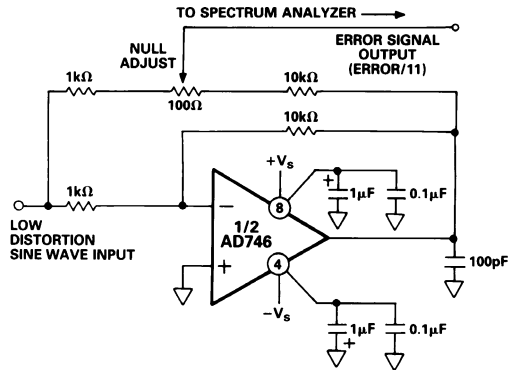 TO SPECTRUM ANALYZER
NULL
ADJUST
ERROR SIGNAL
OUTPUT
(ERROR/11)
1kΩ
100Ω
10kΩ
10kΩ
+Vs
1kΩ
8
1µF
0.1µF
LOW
DISTORTION
SINE WAVE INPUT
1/2
AD746
4
100pF
−Vs
1µF
0.1µF